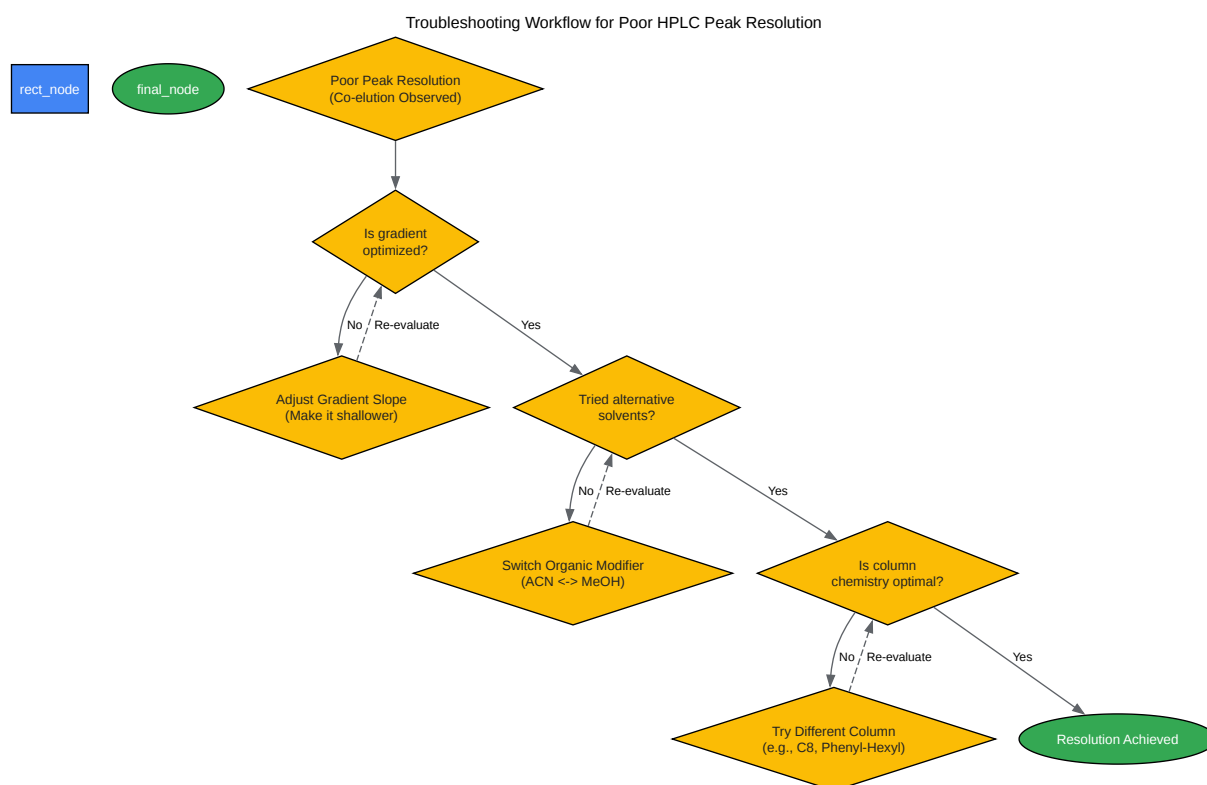 Troubleshooting Workflow for Poor HPLC Peak Resolution
rect_node
final_node
Poor Peak Resolution
(Co-elution Observed)
Is gradient
optimized?
No
Re-evaluate
Yes
Adjust Gradient Slope
(Make it shallower)
Tried alternative
solvents?
No
Re-evaluate
Yes
Switch Organic Modifier
(ACN <-> MeOH)
Is column
chemistry optimal?
No
Re-evaluate
Yes
Try Different Column
(e.g., C8, Phenyl-Hexyl)
Resolution Achieved